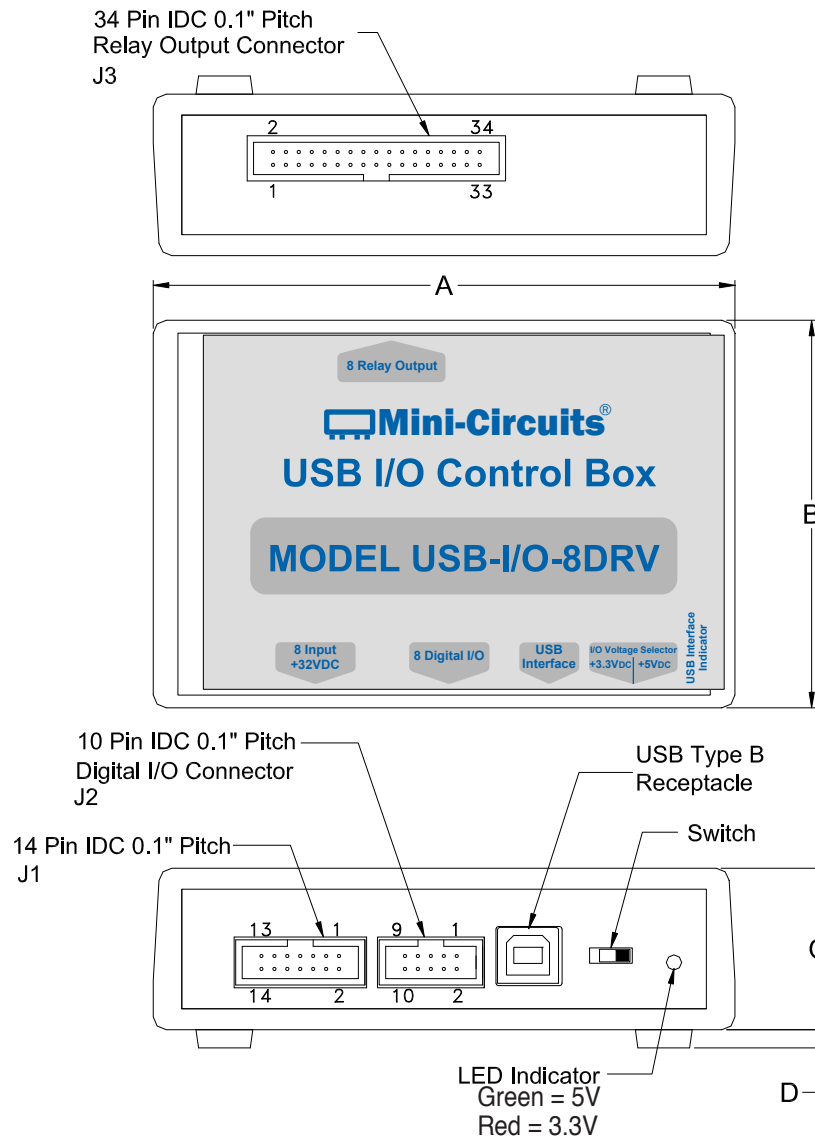 34 Pin IDC 0.1" Pitch
Relay Output Connector
J3
2
34
1
33
A
8 Relay Output
Mini-Circuits®
USB I/O Control Box
MODEL USB-I/O-8DRV
B
8 Input
+32VDC
8 Digital I/O
USB
Interface
I/O Voltage Selector
+3.3VDC
+5VDC
USB Interface
Indicator
10 Pin IDC 0.1" Pitch
Digital I/O Connector
J2
USB Type B
Receptacle
14 Pin IDC 0.1" Pitch
J1
Switch
13
1
9
1
14
2
10
2
LED Indicator
Green = 5V
Red = 3.3V
D